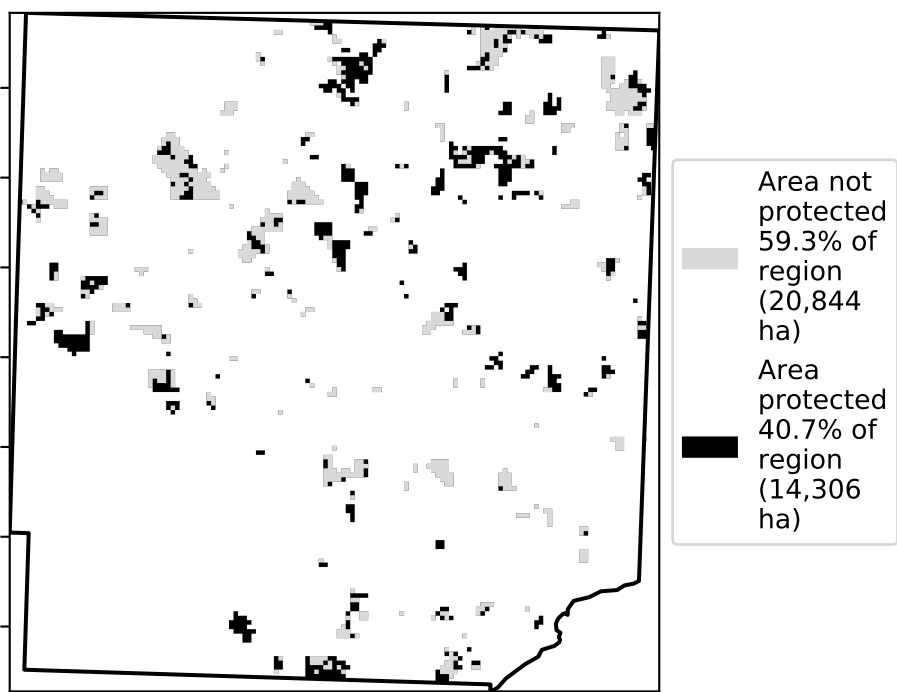 Area not
protected
59.3% of
region
(20,844
ha)
Area
protected
40.7% of
region
(14,306
ha)